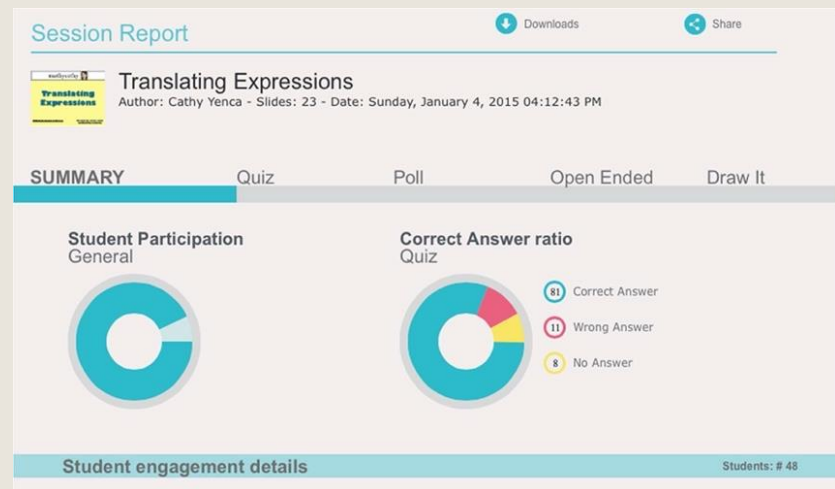 Session Report
Downloads
Share
Translating
Expressions
Translating Expressions
Author: Cathy Yenca - Slides: 23 - Date: Sunday, January 4, 2015 04:12:43 PM
SUMMARY Quiz Poll Open Ended Draw It
Student Participation
General
Correct Answer ratio
Quiz
81 Correct Answer
11 Wrong Answer
8 No Answer
Student engagement details
Students: # 48